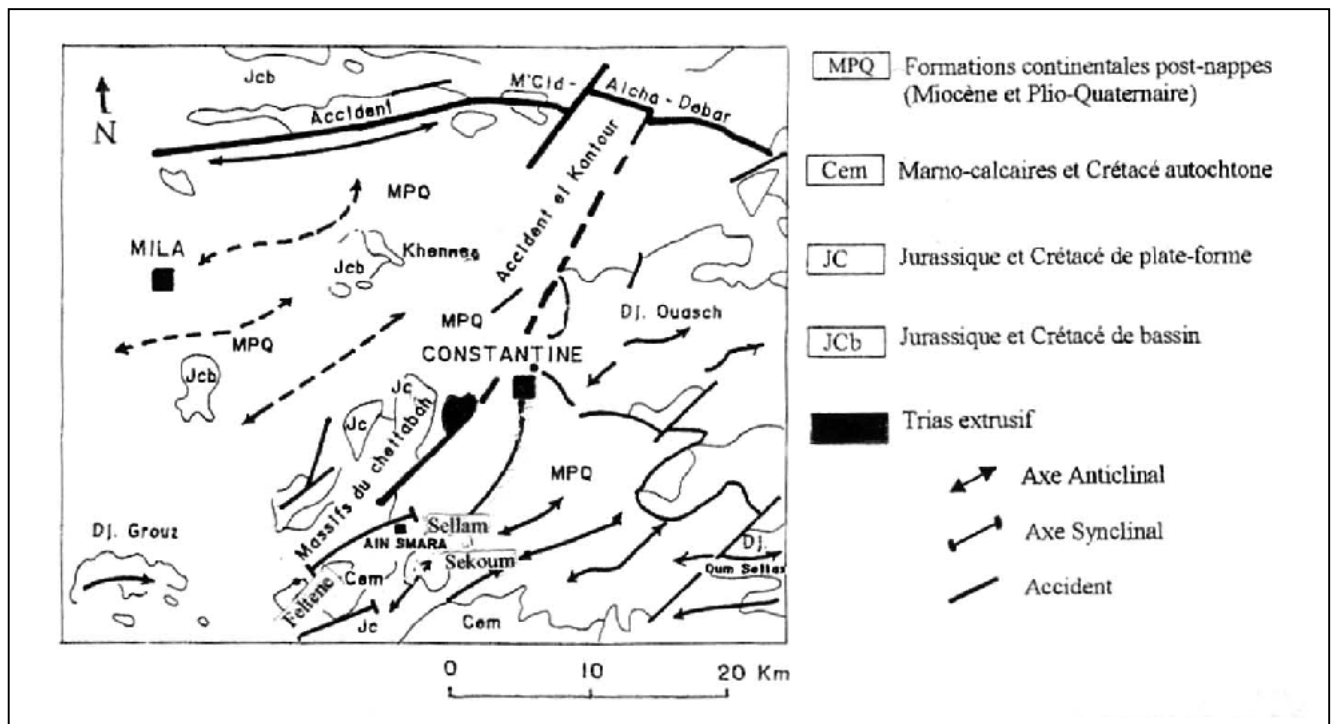 Jcb
M'Cid - Aicha - Debar
Accident
N
MPQ
Accident el Kantour
MILA
Khennes
Jcb
Dj. Ouasch
MPQ
MPQ
CONSTANTINE
Jcb
Jc
Jc
MPQ
Massifs du chettabah
Dj. Grouz
Sellam
AIN SMARA
Dj.
Oum Sellas
Sekoum
Cem
Feltene
Jc
Cem
0 10 20 Km
MPQ Formations continentales post-nappes
(Miocène et Plio-Quaternaire)
Cem Marno-calcaires et Crétacé autochtone
JC Jurassique et Crétacé de plate-forme
JCb Jurassique et Crétacé de bassin
Trias extrusif
Axe Anticlinal
Axe Synclinal
Accident